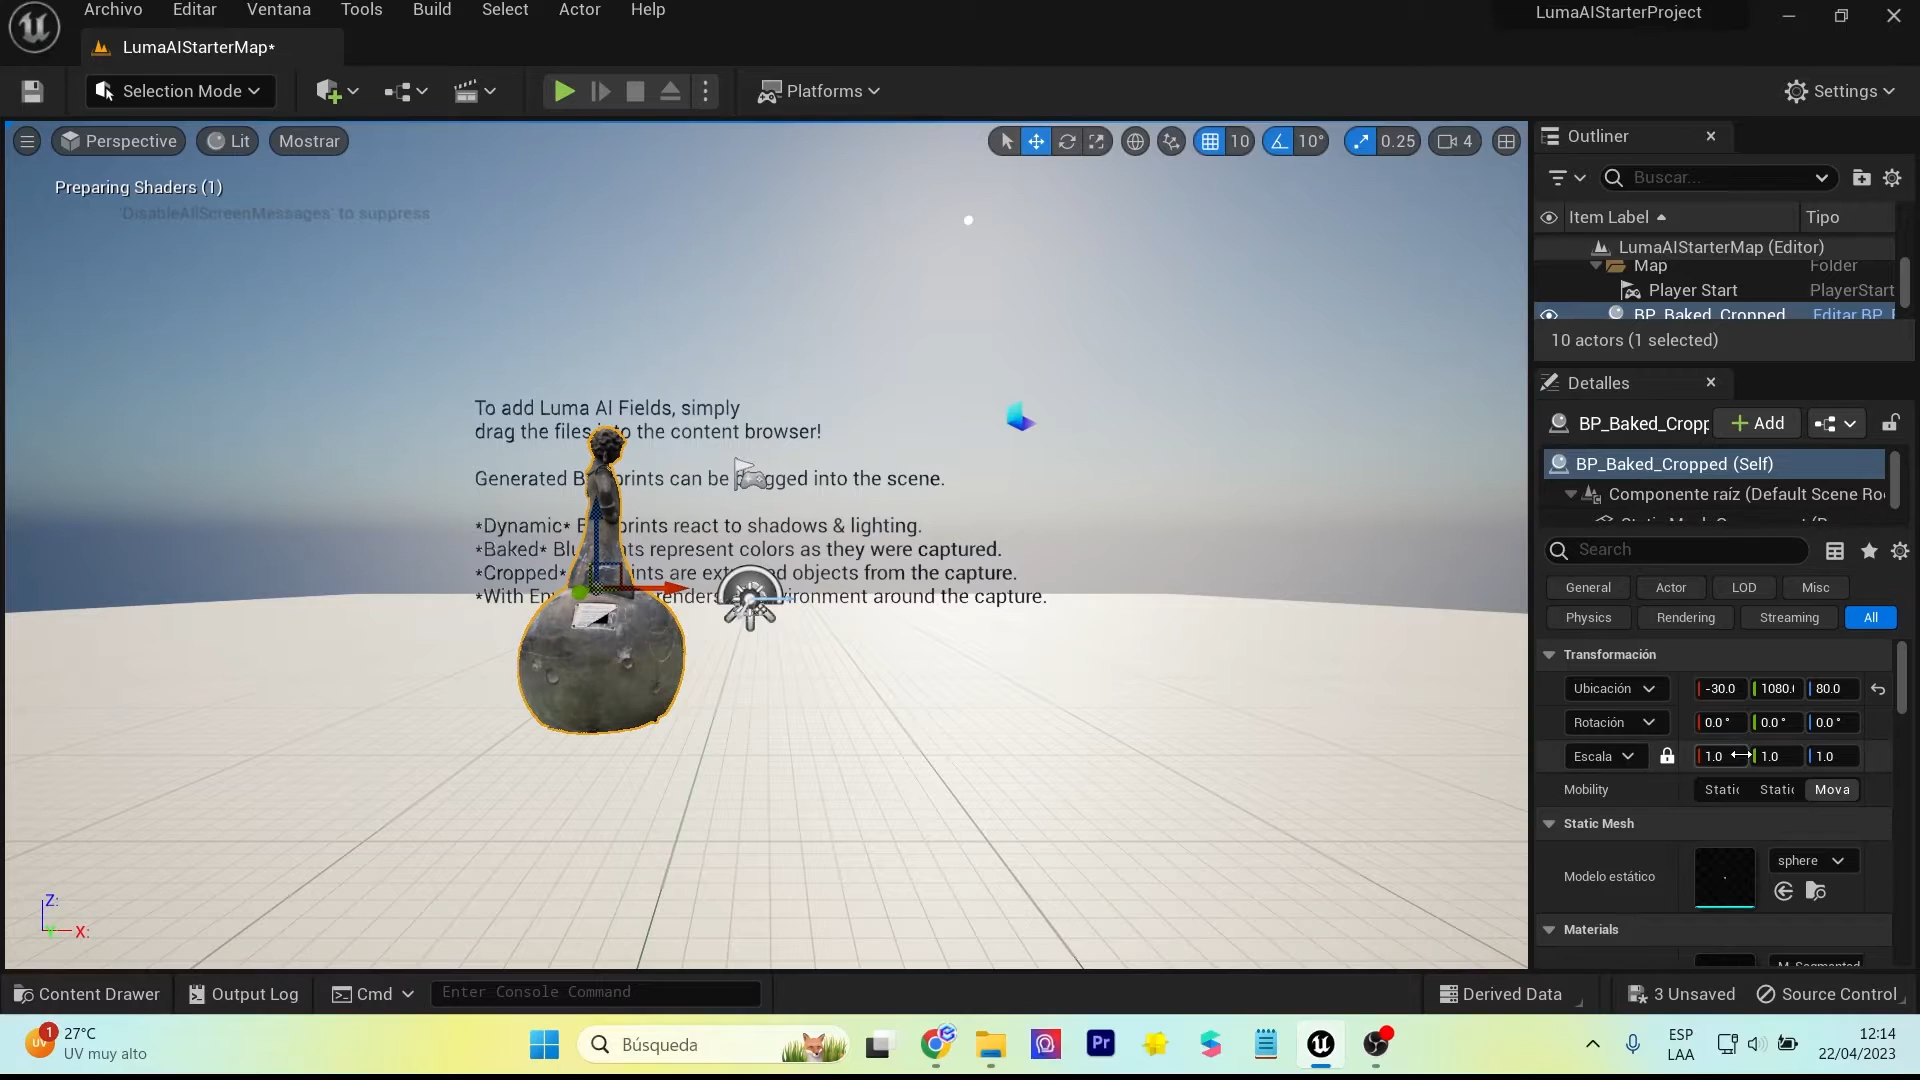 Archivo Editar Ventana Tools Build Select Actor Help
LumaAIStarterProject
LumaAIStarterMap*
Selection Mode
Platforms
Settings
Perspective Lit Mostrar
10 10° 0.25 4
Preparing Shaders (1)
'DisableAllScreenMessages' to suppress
To add Luma AI Fields, simply
drag the files into the content browser!
Generated B prints can be gged into the scene.
*Dynamic* B prints react to shadows & lighting.
*Baked* Blu nts represent colors as they were captured.
*Cropped* ints are ext d objects from the capture.
*With En renders ironment around the capture.
Z:
Y X:
Outliner
Buscar...
Item Label Tipo
LumaAIStarterMap (Editor)
Map Folder
Player Start PlayerStart
BP_Baked_Cropped Editar BP_
10 actors (1 selected)
Detalles
BP_Baked_Cropp Add
BP_Baked_Cropped (Self)
Componente raíz (Default Scene Ro
Search
General Actor LOD Misc
Physics Rendering Streaming All
Transformación
Ubicación -30.0 1080. 80.0
Rotación 0.0 ° 0.0 ° 0.0 °
Escala 1.0 1.0 1.0
Mobility Static Static Mova
Static Mesh
Modelo estático sphere
Materials
Content Drawer Output Log Cmd Enter Console Command
Derived Data 3 Unsaved Source Control
1 UV 27°C
UV muy alto
Búsqueda
Pr
ESP
LAA
12:14
22/04/2023